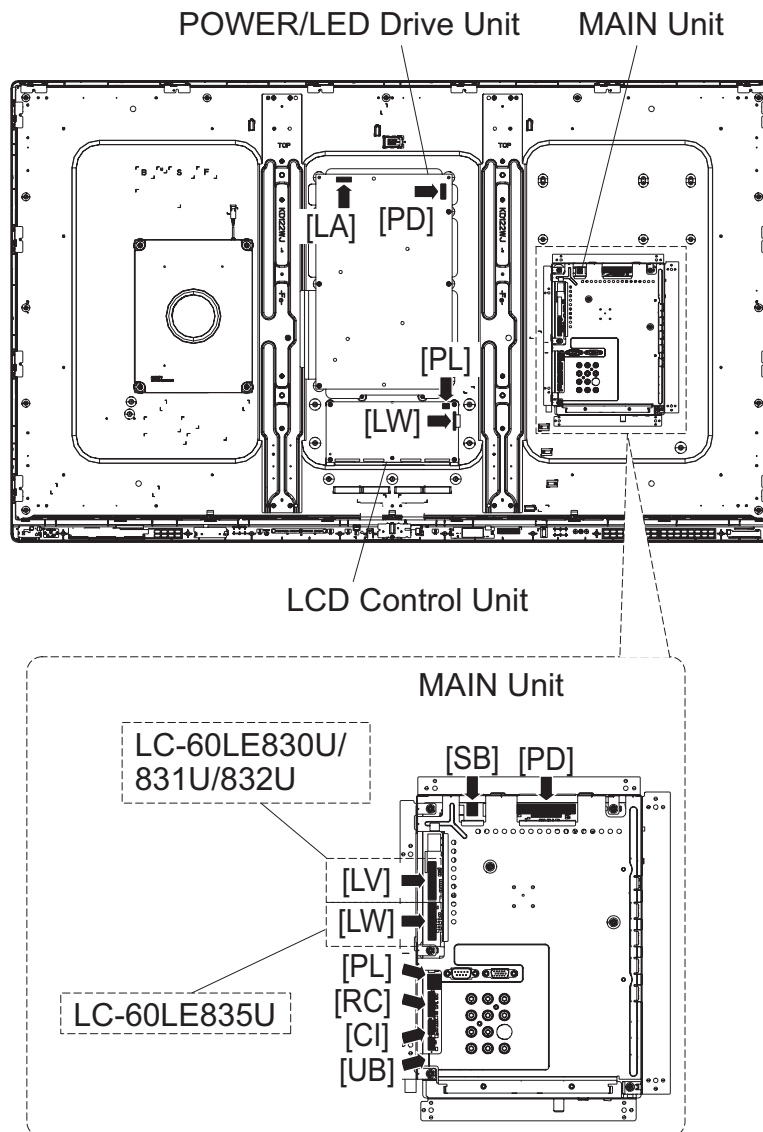 POWER/LED Drive Unit MAIN Unit
TOP TOP
B S F
[LA] [PD]
[PL]
[LW]
LCD Control Unit
MAIN Unit
LC-60LE830U/
831U/832U
[SB] [PD]
[LV]
[LW]
[PL]
LC-60LE835U
[RC]
[CI]
[UB]